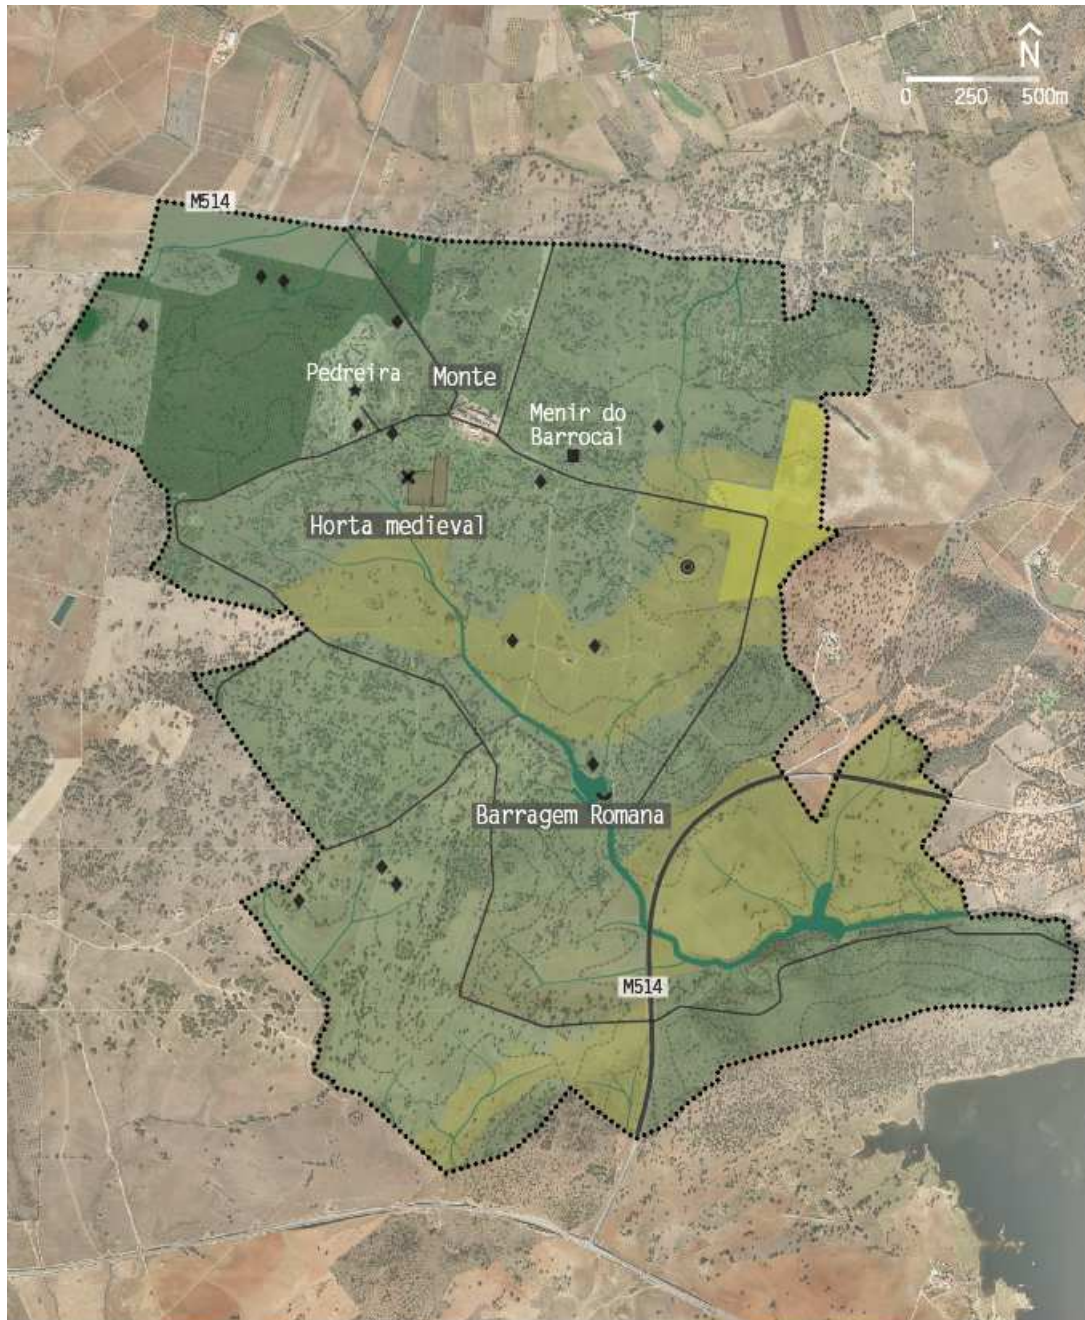 N
0 250 500m
M514
Pedreira
Monte
Menir do
Barrocal
Horta medieval
Barragem Romana
M514